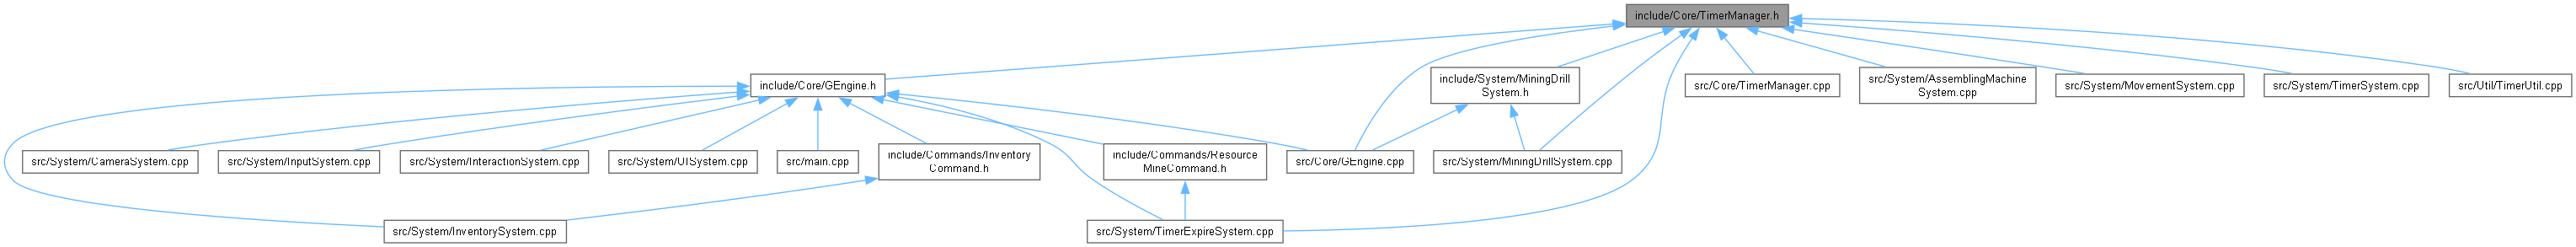 include/Core/TimerManager.h
include/Core/GEngine.h
include/System/MiningDrill
System.h
src/Core/TimerManager.cpp
src/System/AssemblingMachine
System.cpp
src/System/MovementSystem.cpp
src/System/TimerSystem.cpp
src/Util/TimerUtil.cpp
src/System/CameraSystem.cpp
src/System/InputSystem.cpp
src/System/InteractionSystem.cpp
src/System/UISystem.cpp
src/main.cpp
include/Commands/Inventory
Command.h
include/Commands/Resource
MineCommand.h
src/Core/GEngine.cpp
src/System/MiningDrillSystem.cpp
src/System/InventorySystem.cpp
src/System/TimerExpireSystem.cpp